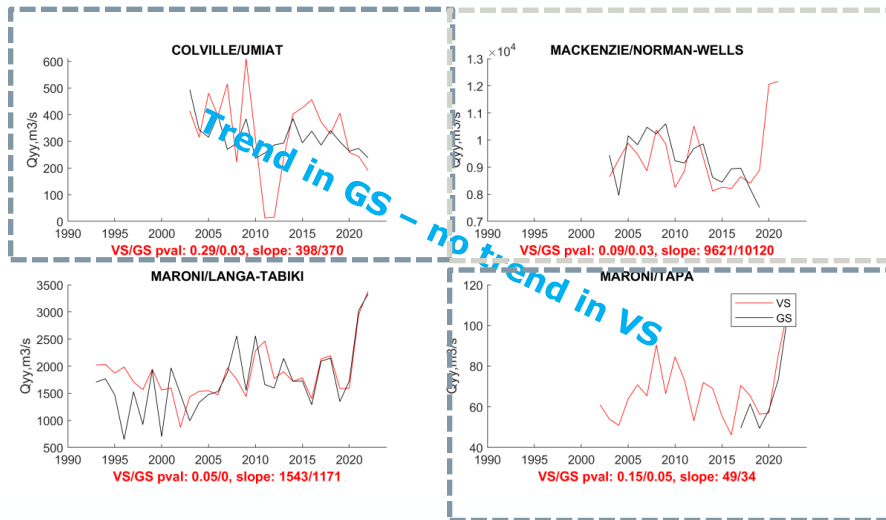 COLVILLE/UMIAT
Qyy,m3/s
600
500
400
300
200
100
0
1990 1995 2000 2005 2010 2015 2020
VS/GS pval: 0.29/0.03, slope: 398/370
MACKENZIE/NORMAN-WELLS
×10⁴
Qyy,m3/s
1.3
1.2
1.1
1
0.9
0.8
0.7
1990 1995 2000 2005 2010 2015 2020
VS/GS pval: 0.09/0.03, slope: 9621/10120
Trend in GS – no trend in VS
MARONI/LANGA-TABIKI
Qyy,m3/s
3500
3000
2500
2000
1500
1000
500
1990 1995 2000 2005 2010 2015 2020
VS/GS pval: 0.05/0, slope: 1543/1171
MARONI/TAPA
Qyy,m3/s
120
100
80
60
40
VS
GS
1990 1995 2000 2005 2010 2015 2020
VS/GS pval: 0.15/0.05, slope: 49/34